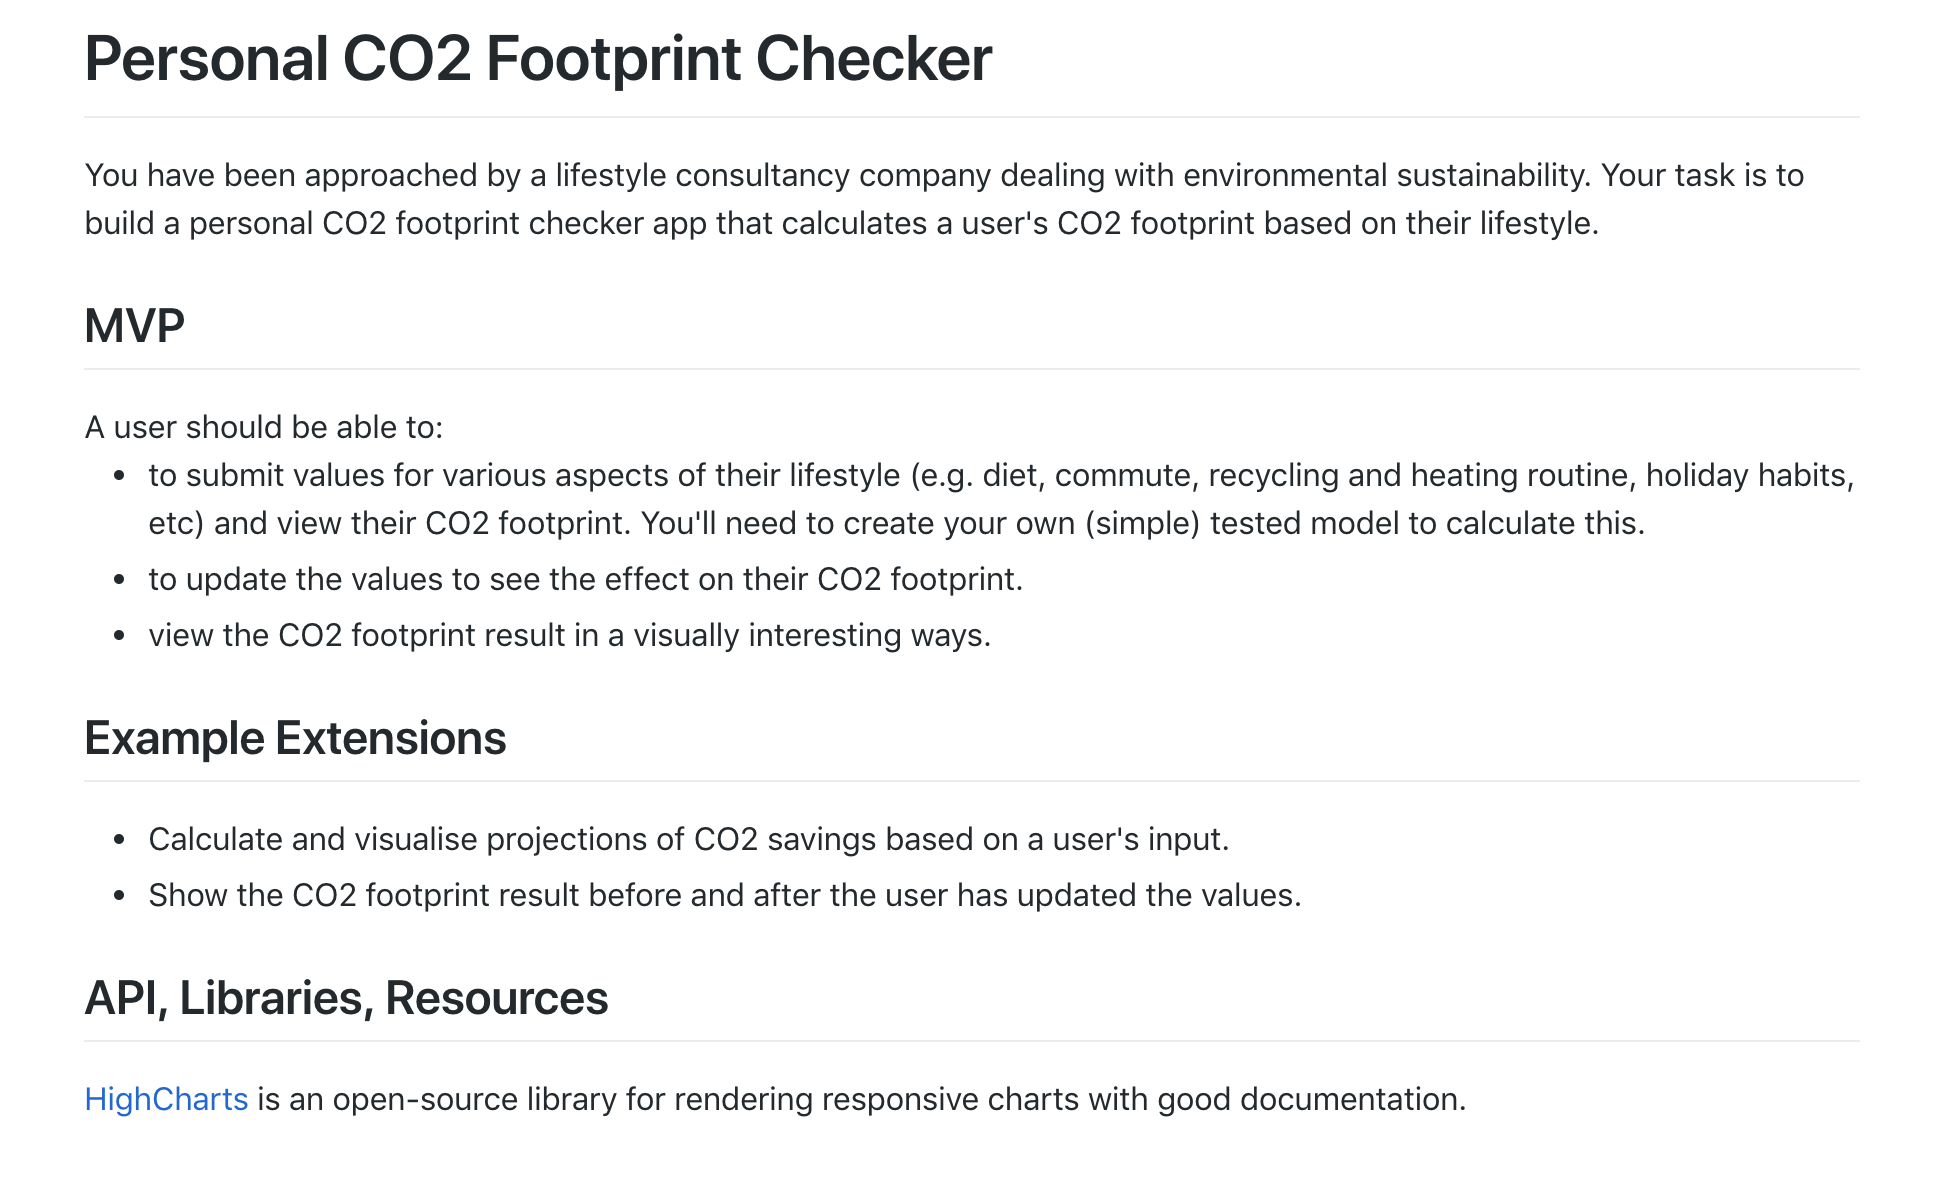 Personal CO2 Footprint Checker
You have been approached by a lifestyle consultancy company dealing with environmental sustainability. Your task is to
build a personal CO2 footprint checker app that calculates a user's CO2 footprint based on their lifestyle.
MVP
A user should be able to:
• to submit values for various aspects of their lifestyle (e.g. diet, commute, recycling and heating routine, holiday habits,
etc) and view their CO2 footprint. You'll need to create your own (simple) tested model to calculate this.
• to update the values to see the effect on their CO2 footprint.
• view the CO2 footprint result in a visually interesting ways.
Example Extensions
• Calculate and visualise projections of CO2 savings based on a user's input.
• Show the CO2 footprint result before and after the user has updated the values.
API, Libraries, Resources
HighCharts is an open-source library for rendering responsive charts with good documentation.